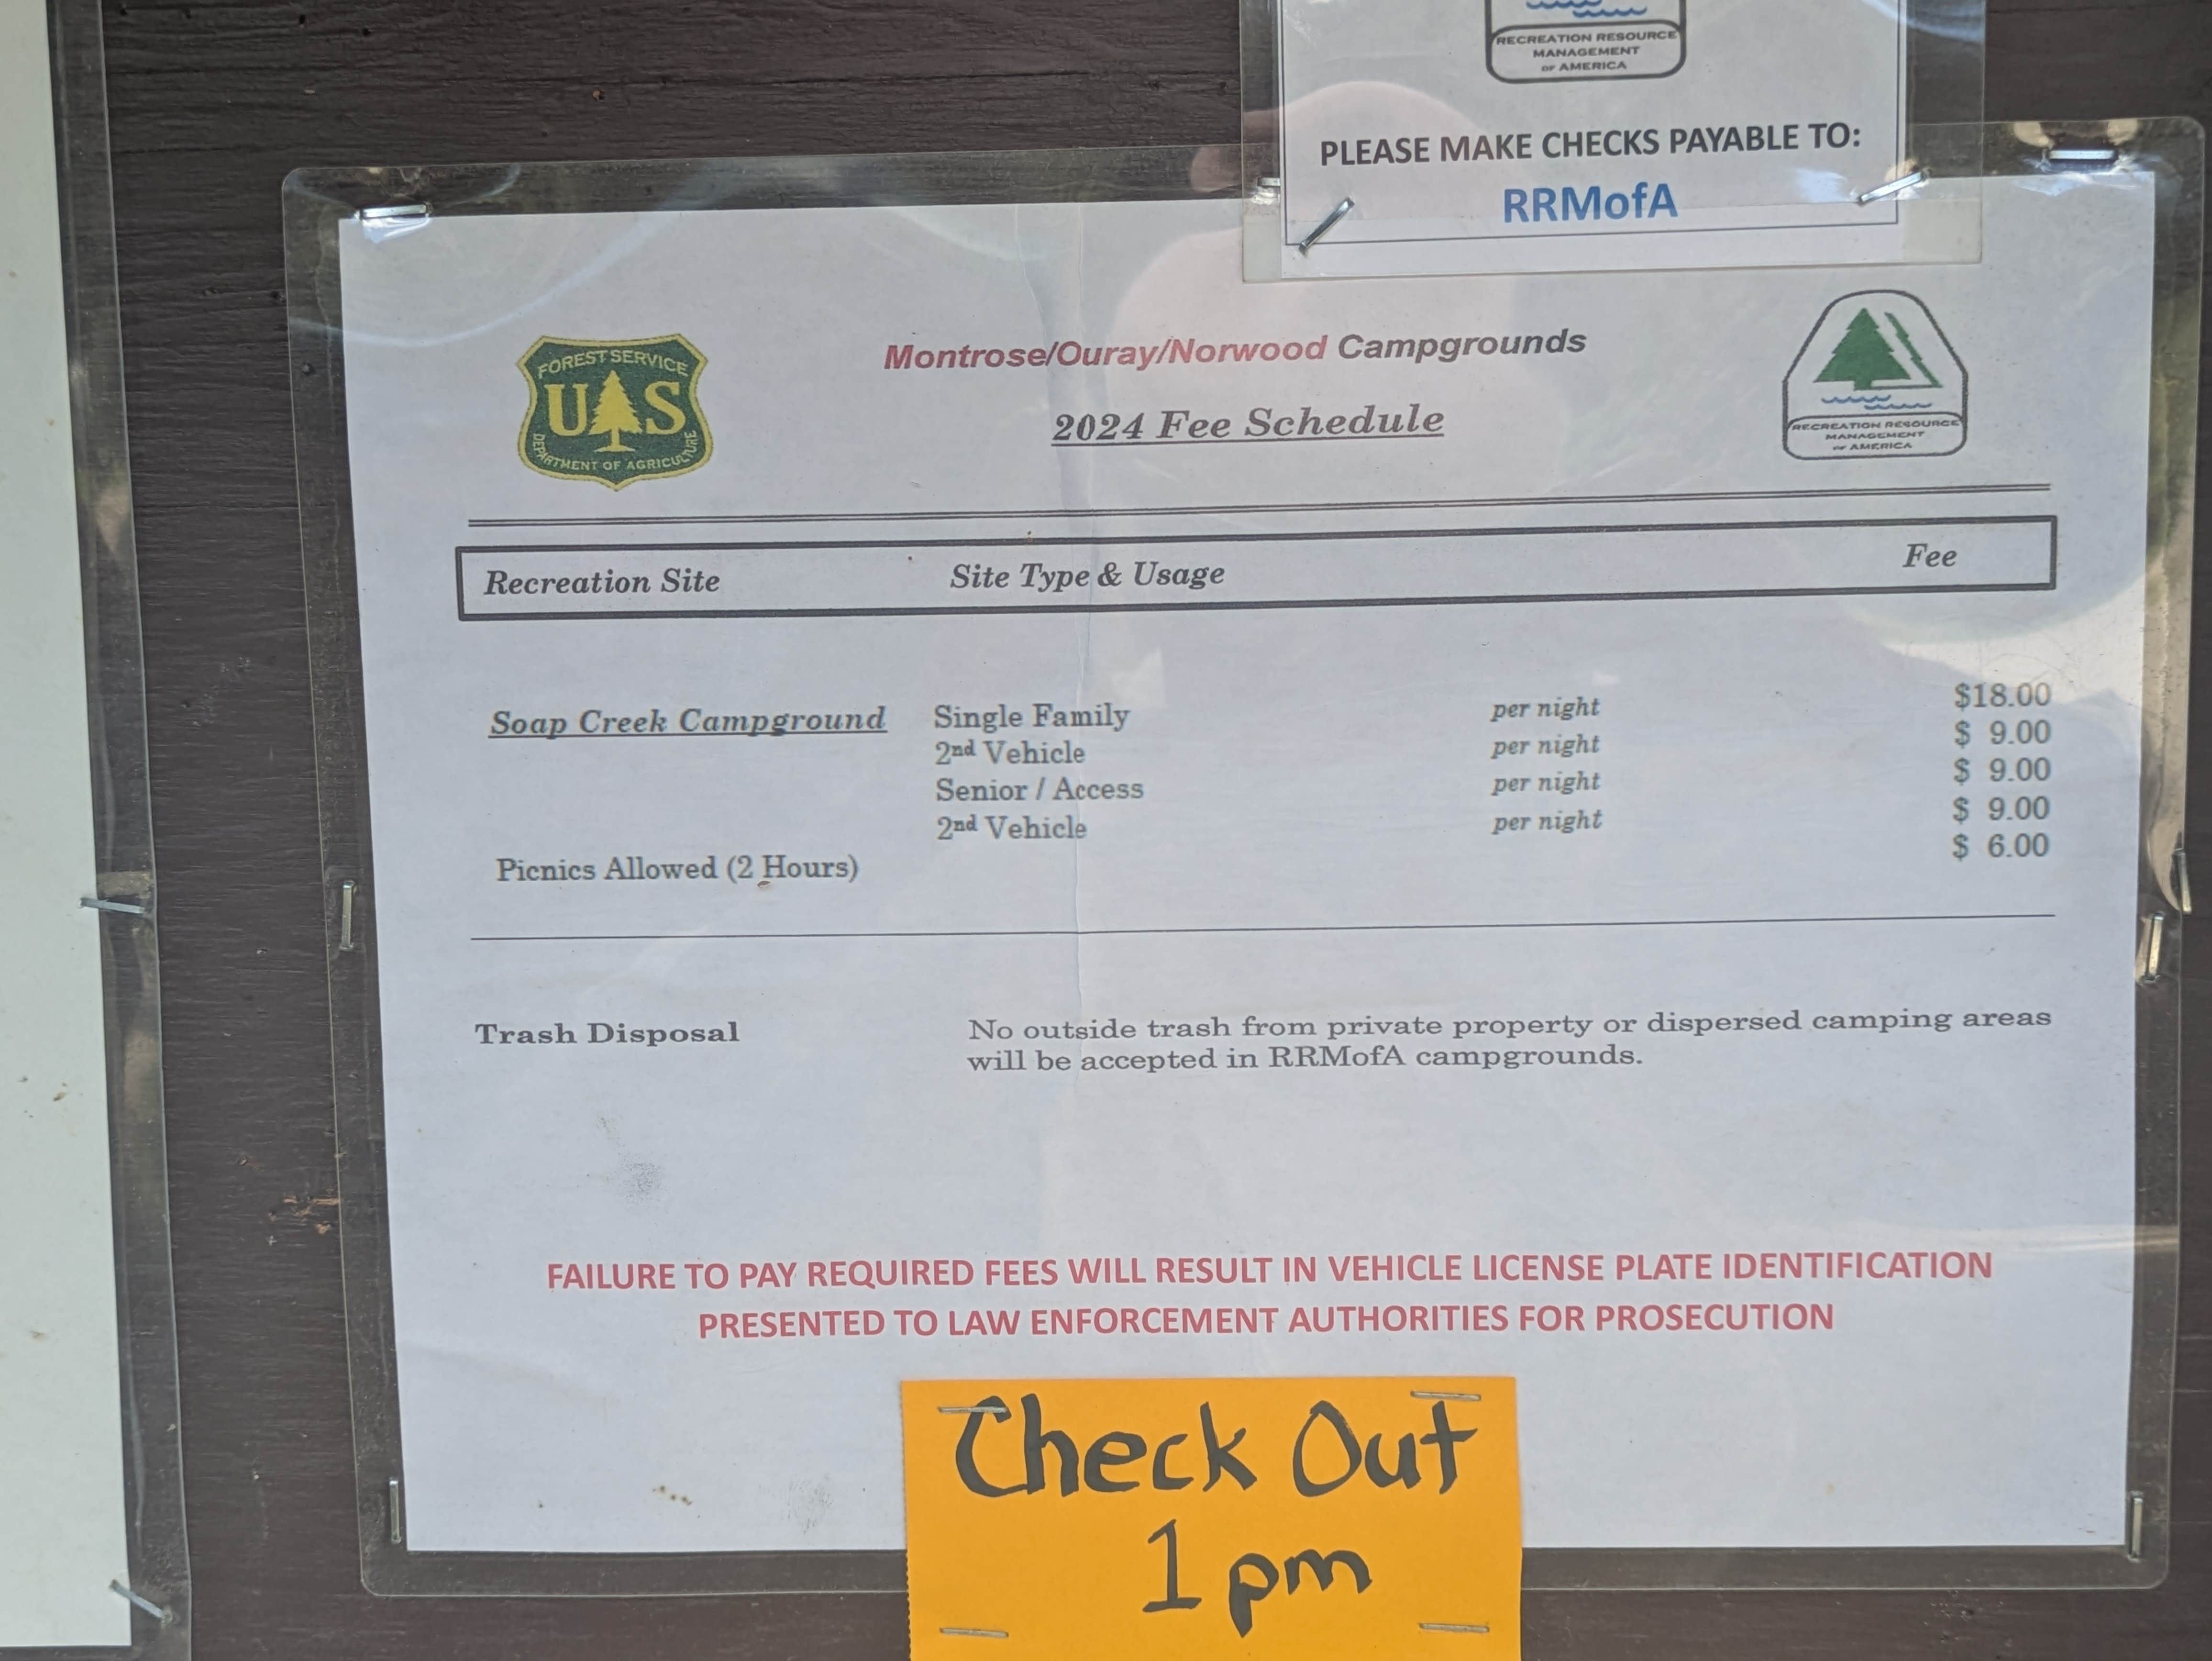 RECREATION RESOURCE
MANAGEMENT
OF AMERICA
PLEASE MAKE CHECKS PAYABLE TO:
RRMofA
FOREST SERVICE
U S
DEPARTMENT OF AGRICULTURE
Montrose/Ouray/Norwood Campgrounds
2024 Fee Schedule
RECREATION RESOURCE
MANAGEMENT
OF AMERICA
Recreation Site Site Type & Usage Fee
Soap Creek Campground Single Family per night $18.00
2nd Vehicle per night $ 9.00
Senior / Access per night $ 9.00
2nd Vehicle per night $ 9.00
Picnics Allowed (2 Hours) $ 6.00
Trash Disposal No outside trash from private property or dispersed camping areas
will be accepted in RRMofA campgrounds.
FAILURE TO PAY REQUIRED FEES WILL RESULT IN VEHICLE LICENSE PLATE IDENTIFICATION
PRESENTED TO LAW ENFORCEMENT AUTHORITIES FOR PROSECUTION
Check Out
1 pm